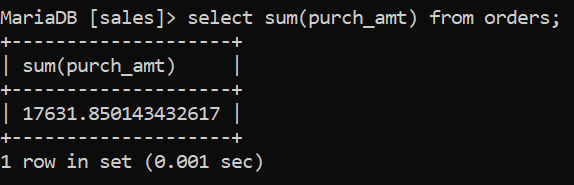 MariaDB [sales]> select sum(purch_amt) from orders;
+--------------------+
| sum(purch_amt)     |
+--------------------+
| 17631.850143432617 |
+--------------------+
1 row in set (0.001 sec)